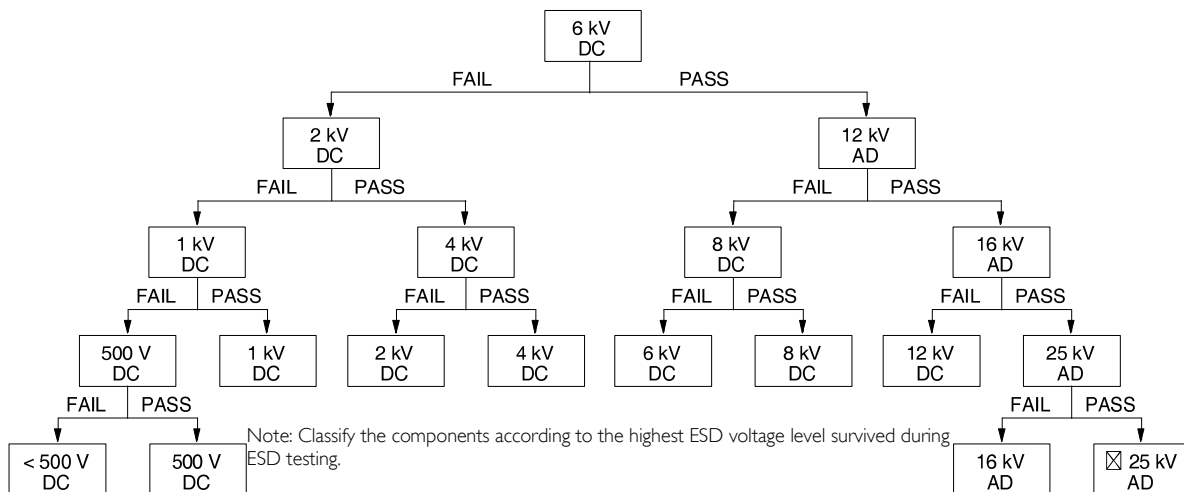 6 kV
DC
FAIL PASS
2 kV
DC
12 kV
AD
FAIL PASS
FAIL PASS
1 kV
DC
4 kV
DC
8 kV
DC
16 kV
AD
FAIL PASS
FAIL PASS
FAIL PASS
FAIL PASS
500 V
DC
1 kV
DC
2 kV
DC
4 kV
DC
6 kV
DC
8 kV
DC
12 kV
DC
25 kV
AD
FAIL PASS
FAIL PASS
Note: Classify the components according to the highest ESD voltage level survived during
ESD testing.
< 500 V
DC
500 V
DC
16 kV
AD
☒ 25 kV
AD